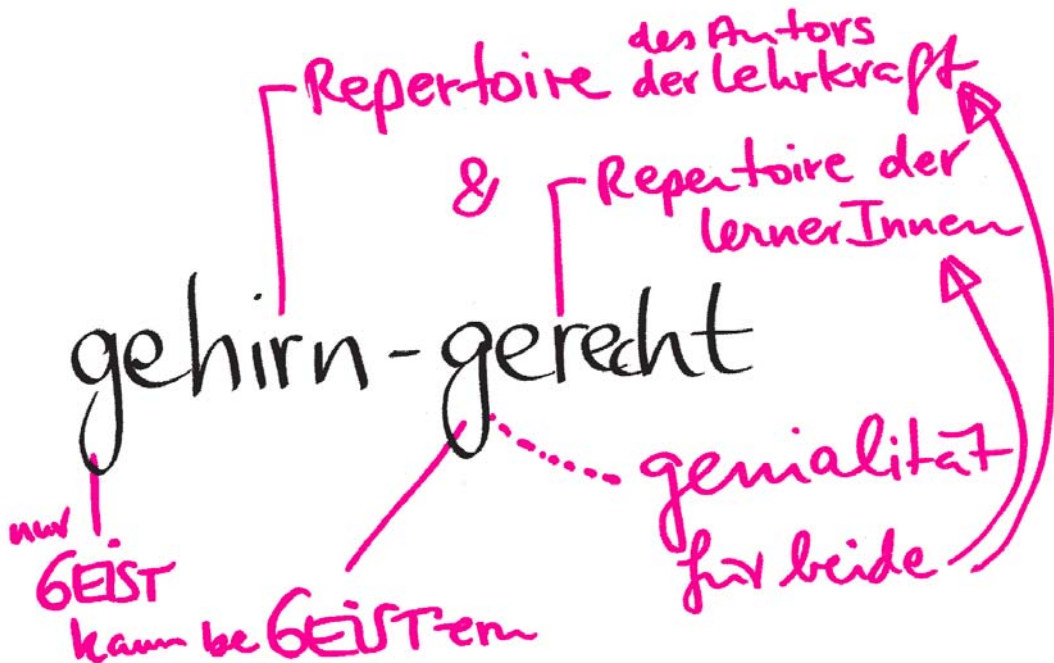 Repertoire des Autors
der Lehrkraft
& Repertoire der
lernerInnen
gehirn-gerecht
genialität
für beide
nur
GEIST
kann beGEISTern